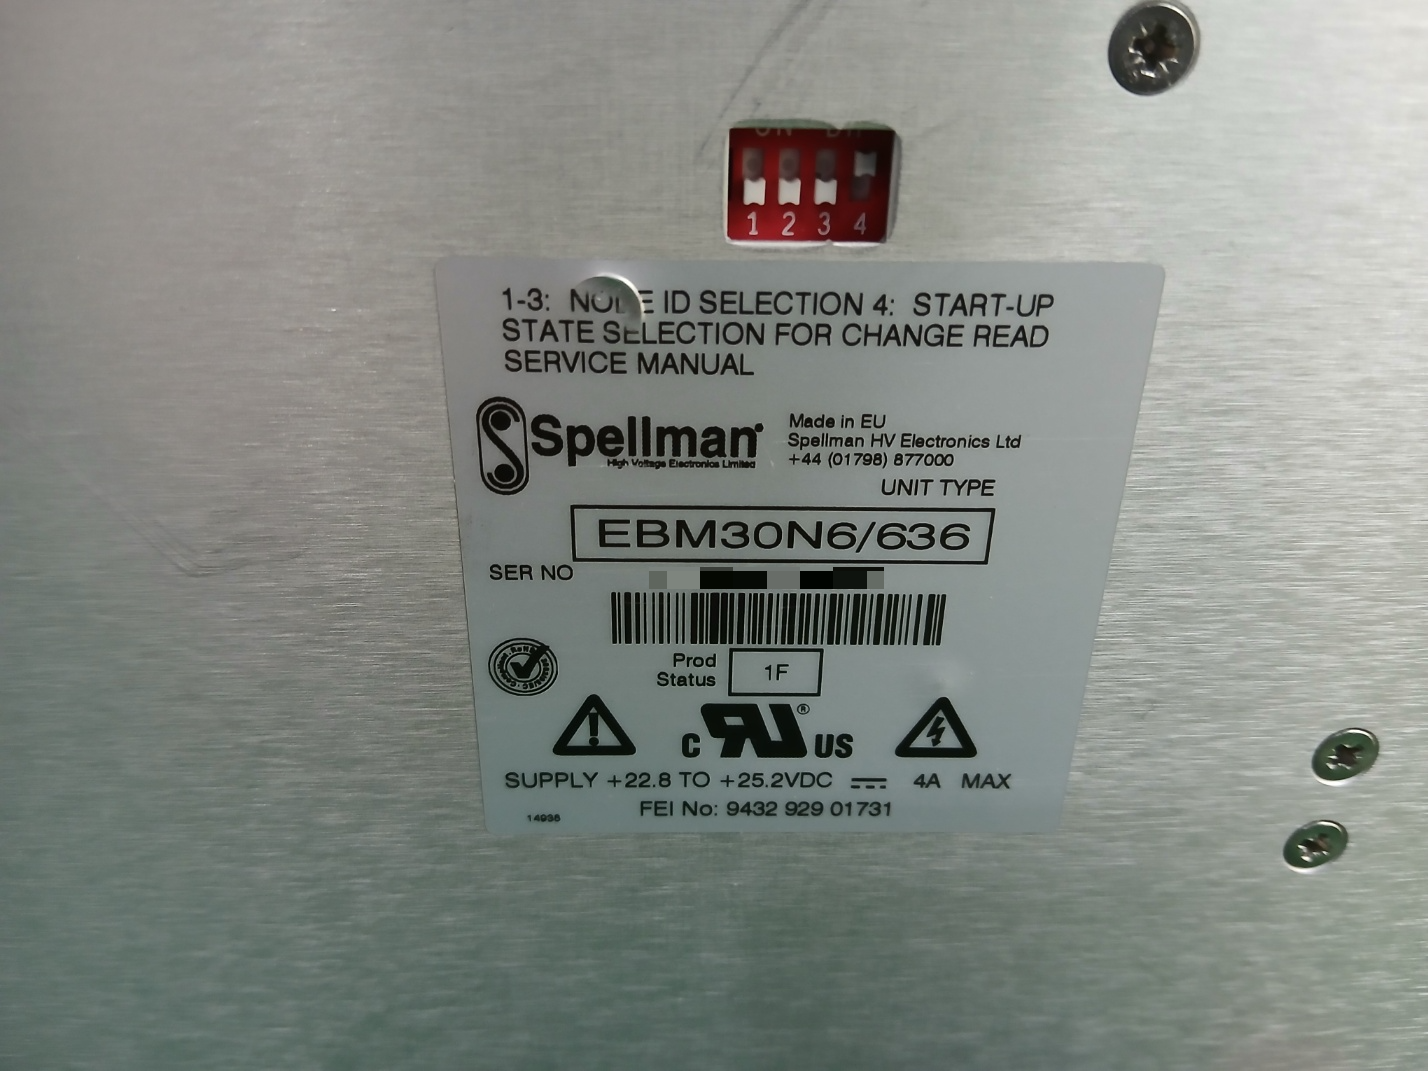 ON
1 2 3 4
1-3: NODE ID SELECTION 4: START-UP
STATE SELECTION FOR CHANGE READ
SERVICE MANUAL
Spellman
High Voltage Electronics Limited
Made in EU
Spellman HV Electronics Ltd
+44 (01798) 877000
UNIT TYPE
EBM30N6/636
SER NO
Prod
Status
1F
C RU ® US
SUPPLY +22.8 TO +25.2VDC 4A MAX
14936
FEI No: 9432 929 01731